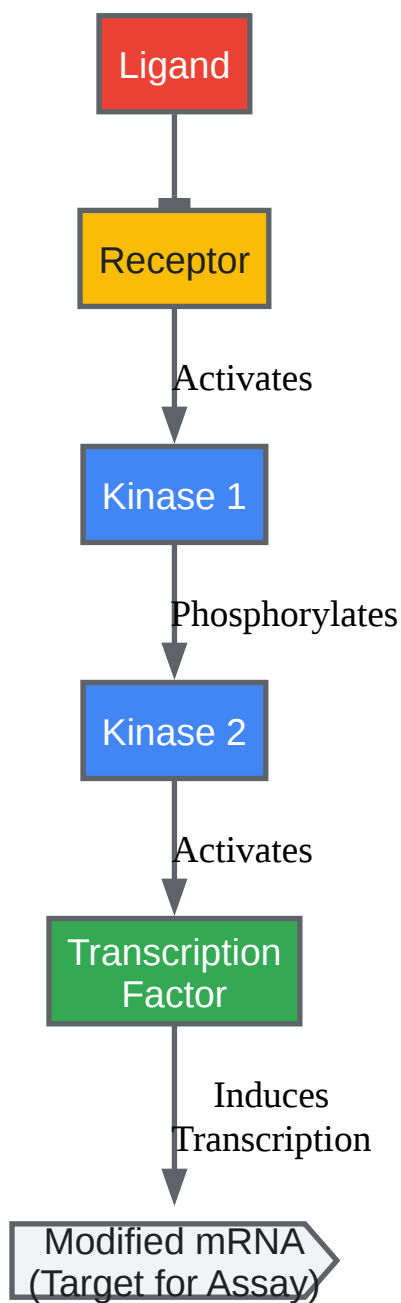 Ligand
Receptor
Activates
Kinase 1
Phosphorylates
Kinase 2
Activates
Transcription
Factor
Induces
Transcription
Modified mRNA
(Target for Assay)